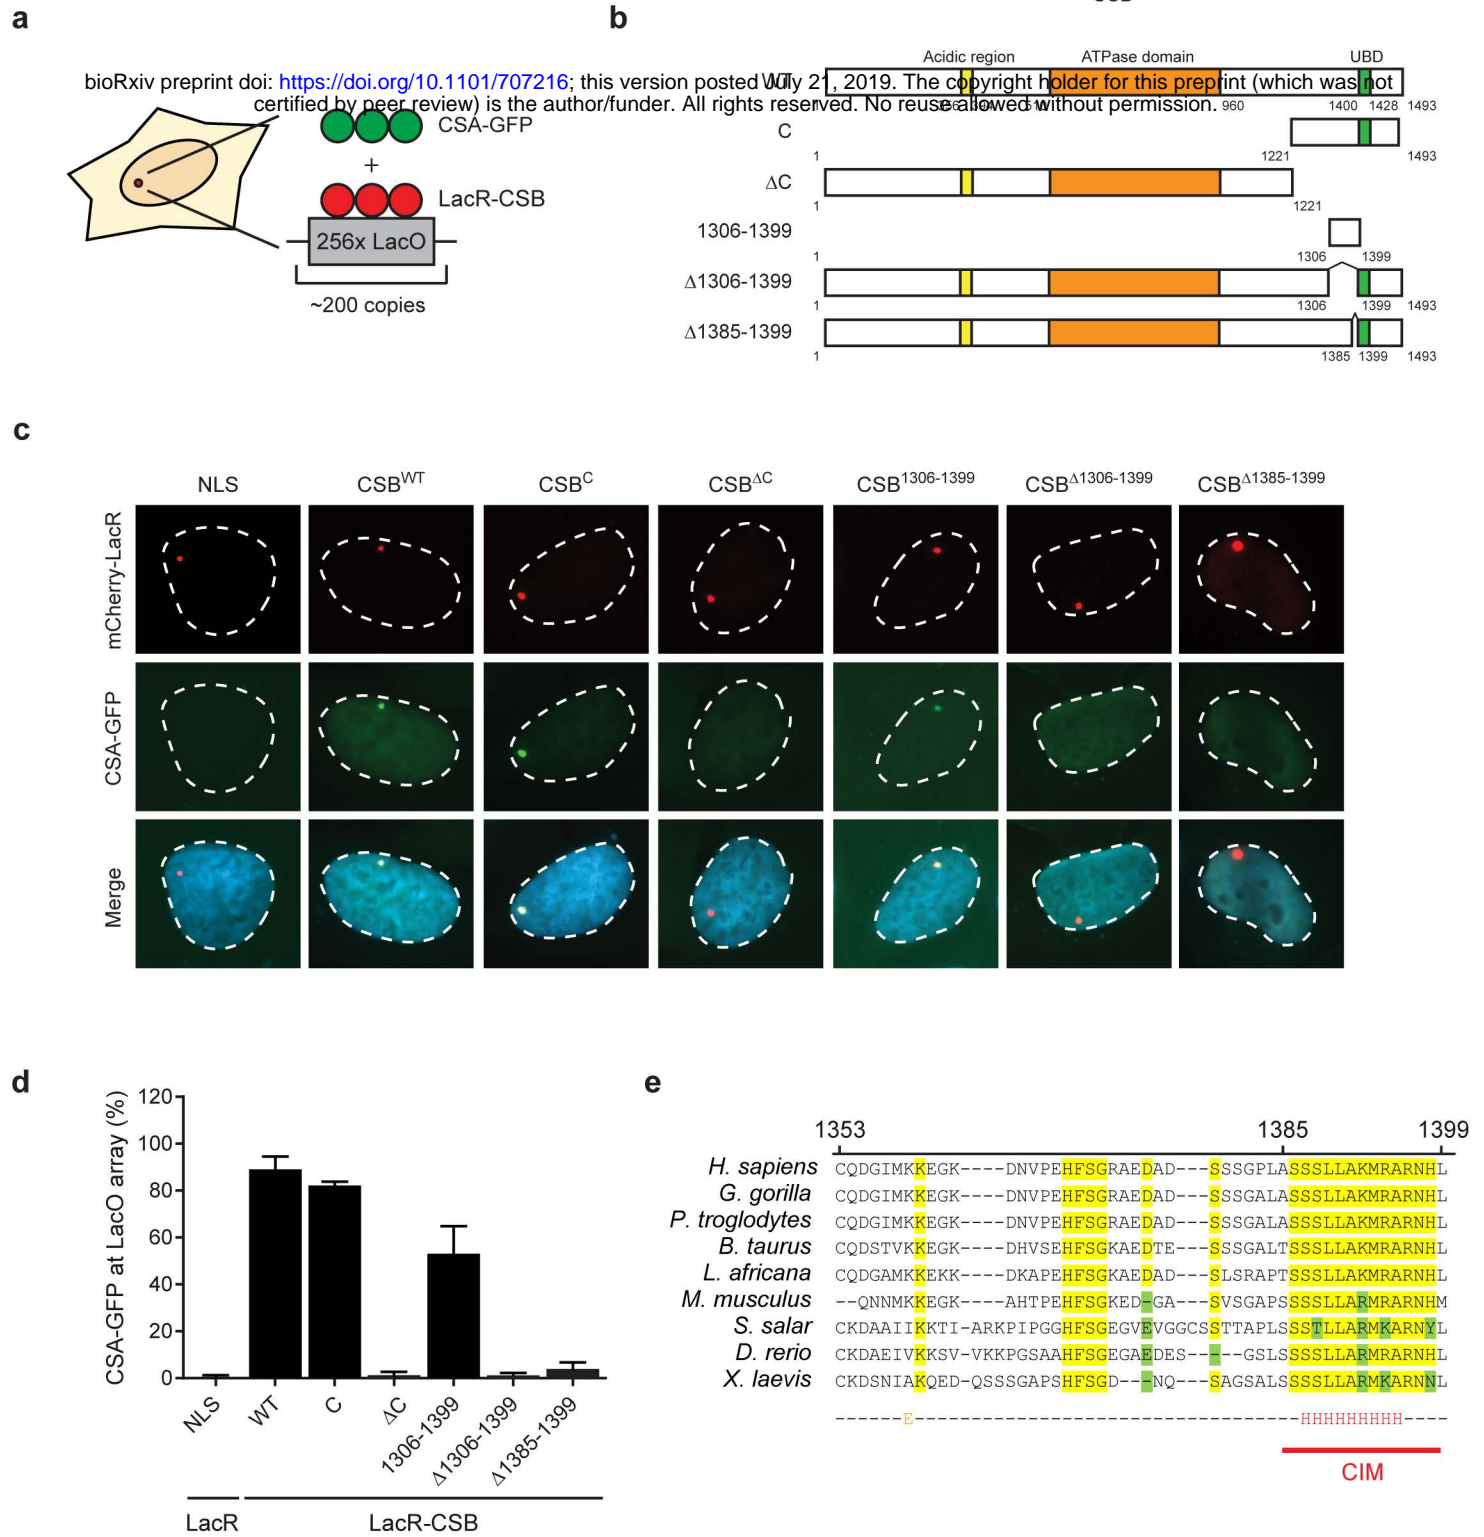 a
b
Acidic region
ATPase domain
UBD
bioRxiv preprint doi: https://doi.org/10.1101/707216; this version posted July 21, 2019. The copyright holder for this preprint (which was not
certified by peer review) is the author/funder. All rights reserved. No reuse allowed without permission.
WT
960
1400
1428
1493
CSA-GFP
+
LacR-CSB
256x LacO
~200 copies
C
1
1221
1493
ΔC
1
1221
1306-1399
1
1306
1399
Δ1306-1399
1
1306
1399
1493
Δ1385-1399
1
1385
1399
1493
c
NLS
CSBWT
CSBC
CSBΔC
CSB1306-1399
CSBΔ1306-1399
CSBΔ1385-1399
mCherry-LacR
CSA-GFP
Merge
d
CSA-GFP at LacO array (%)
120
100
80
60
40
20
0
NLS
WT
C
ΔC
1306-1399
Δ1306-1399
Δ1385-1399
LacR
LacR-CSB
e
1353
1385
1399
H. sapiens CQDGIMKKEGK----DNVPEHFSGRAEDAD---SSSGPLASSSLLAKMRARNHL
G. gorilla CQDGIMKKEGK----DNVPEHFSGRAEDAD---SSSGALASSSLLAKMRARNHL
P. troglodytes CQDGIMKKEGK----DNVPEHFSGRAEDAD---SSSGALASSSLLAKMRARNHL
B. taurus CQDSTVKKEGK----DHVSEHFSGKAEDTE---SSSGALTSSSLLAKMRARNHL
L. africana CQDGAMKKEKK----DKAPEHFSGKAEDAD---SLSRAPTSSSLLAKMRARNHL
M. musculus --QNNMKKEGK----AHTPEHFSGKED-GA---SVSGAPSSSSLLARMRARNHM
S. salar CKDAAIIKKTI-ARKPIPGGHFSGEGVEVGGCSSTTAPLSSSTLLARMKARNYL
D. rerio CKDAEIVKKSV-VKKPGSAAHFSGEGAEDES-----GSLSSSSLLARMRARNHL
X. laevis CKDSNIAKQED-QSSSGAPSHFSGD---NQ---SAGSALSSSSLLARMKARNNL
------E----------------------------------HHHHHHHHH----
CIM